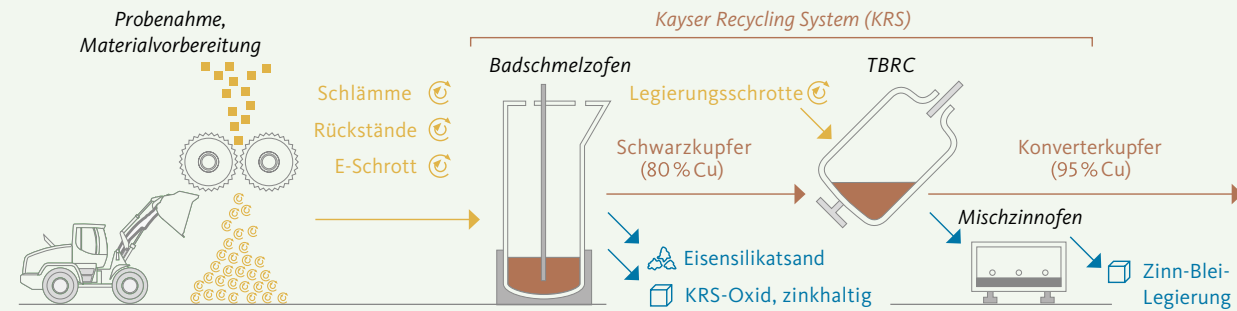 Probenahme,
Materialvorbereitung
Kayser Recycling System (KRS)
Badschmelzofen
TBRC
Schlämme
Rückstände
E-Schrott
Legierungsschrotte
Schwarzkupfer
(80 % Cu)
Konverterkupfer
(95 % Cu)
Mischzinnofen
Eisensilikatsand
KRS-Oxid, zinkhaltig
Zinn-Blei-
Legierung